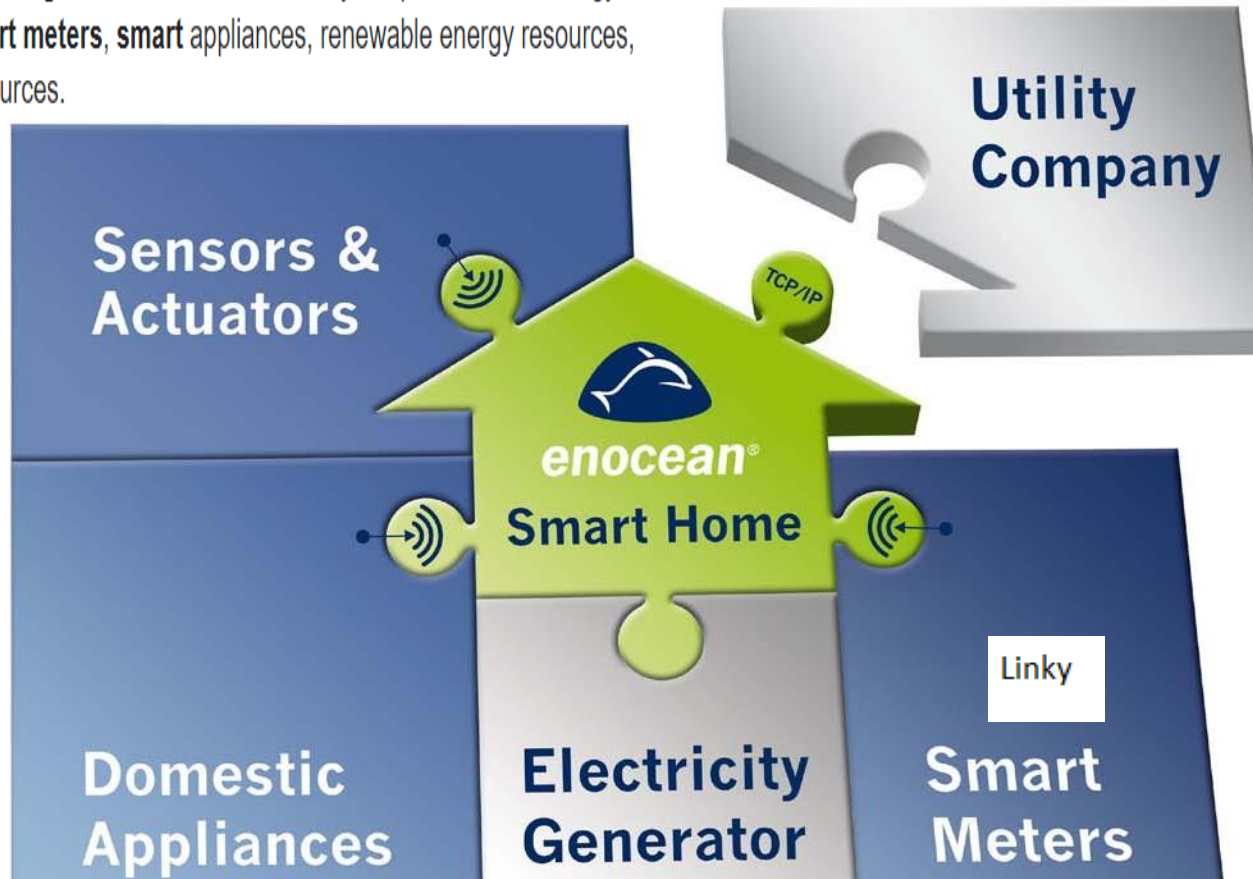 rt meters, smart appliances, renewable energy resources,
urces.
Utility
Company
Sensors &
Actuators
TCP/IP
enocean®
Smart Home
Linky
Domestic
Appliances
Electricity
Generator
Smart
Meters